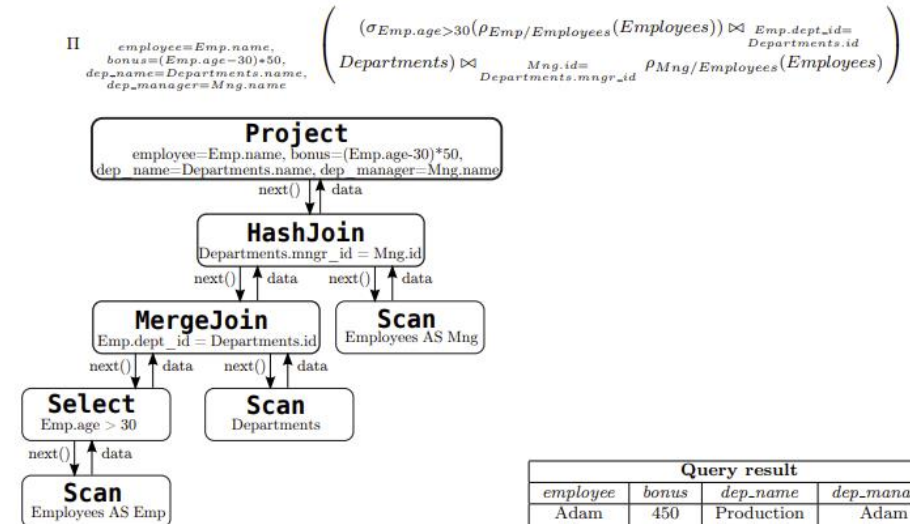 Π employee=Emp.name,
bonus=(Emp.age−30)∗50,
dep_name=Departments.name,
dep_manager=Mng.name
(σEmp.age>30(ρEmp/Employees(Employees)) ⋈ Emp.dept_id=
Departments.id
Departments) ⋈ Mng.id=
Departments.mngr_id ρMng/Employees(Employees)
Project
employee=Emp.name, bonus=(Emp.age-30)*50,
dep_name=Departments.name, dep_manager=Mng.name
next() data
HashJoin
Departments.mngr_id = Mng.id
next() data next() data
MergeJoin
Emp.dept_id = Departments.id
Scan
Employees AS Mng
next() data next() data
Select
Emp.age > 30
Scan
Departments
next() data
Scan
Employees AS Emp
Query result
employee bonus dep_name dep_mana
Adam 450 Production Adam